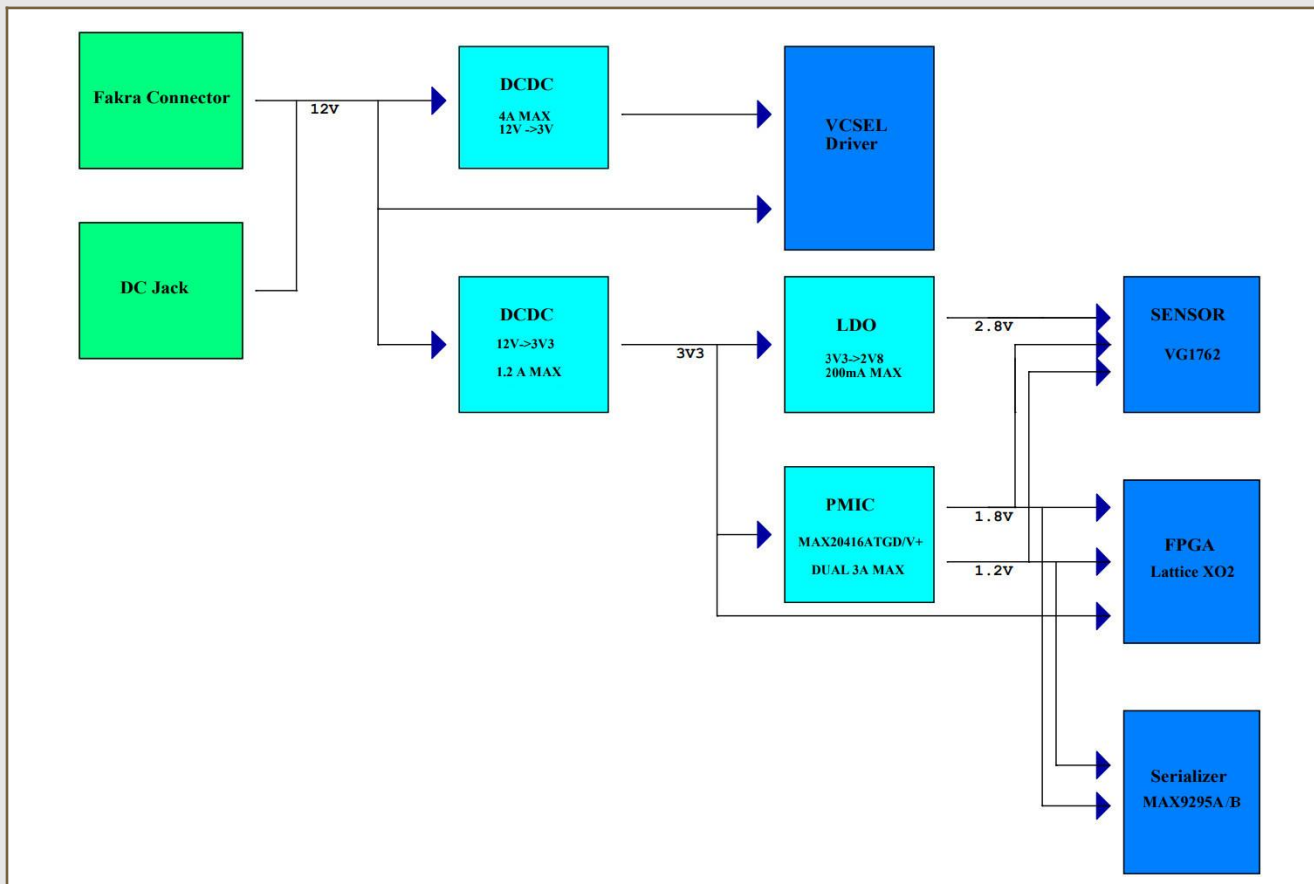 Fakra Connector
12V
DCDC
4A MAX
12V ->3V
VCSEL
Driver
DC Jack
DCDC
12V->3V3
1.2 A MAX
3V3
LDO
3V3->2V8
200mA MAX
2.8V
SENSOR
VG1762
PMIC
MAX20416ATGD/V+
DUAL 3A MAX
1.8V
1.2V
FPGA
Lattice XO2
Serializer
MAX9295A/B